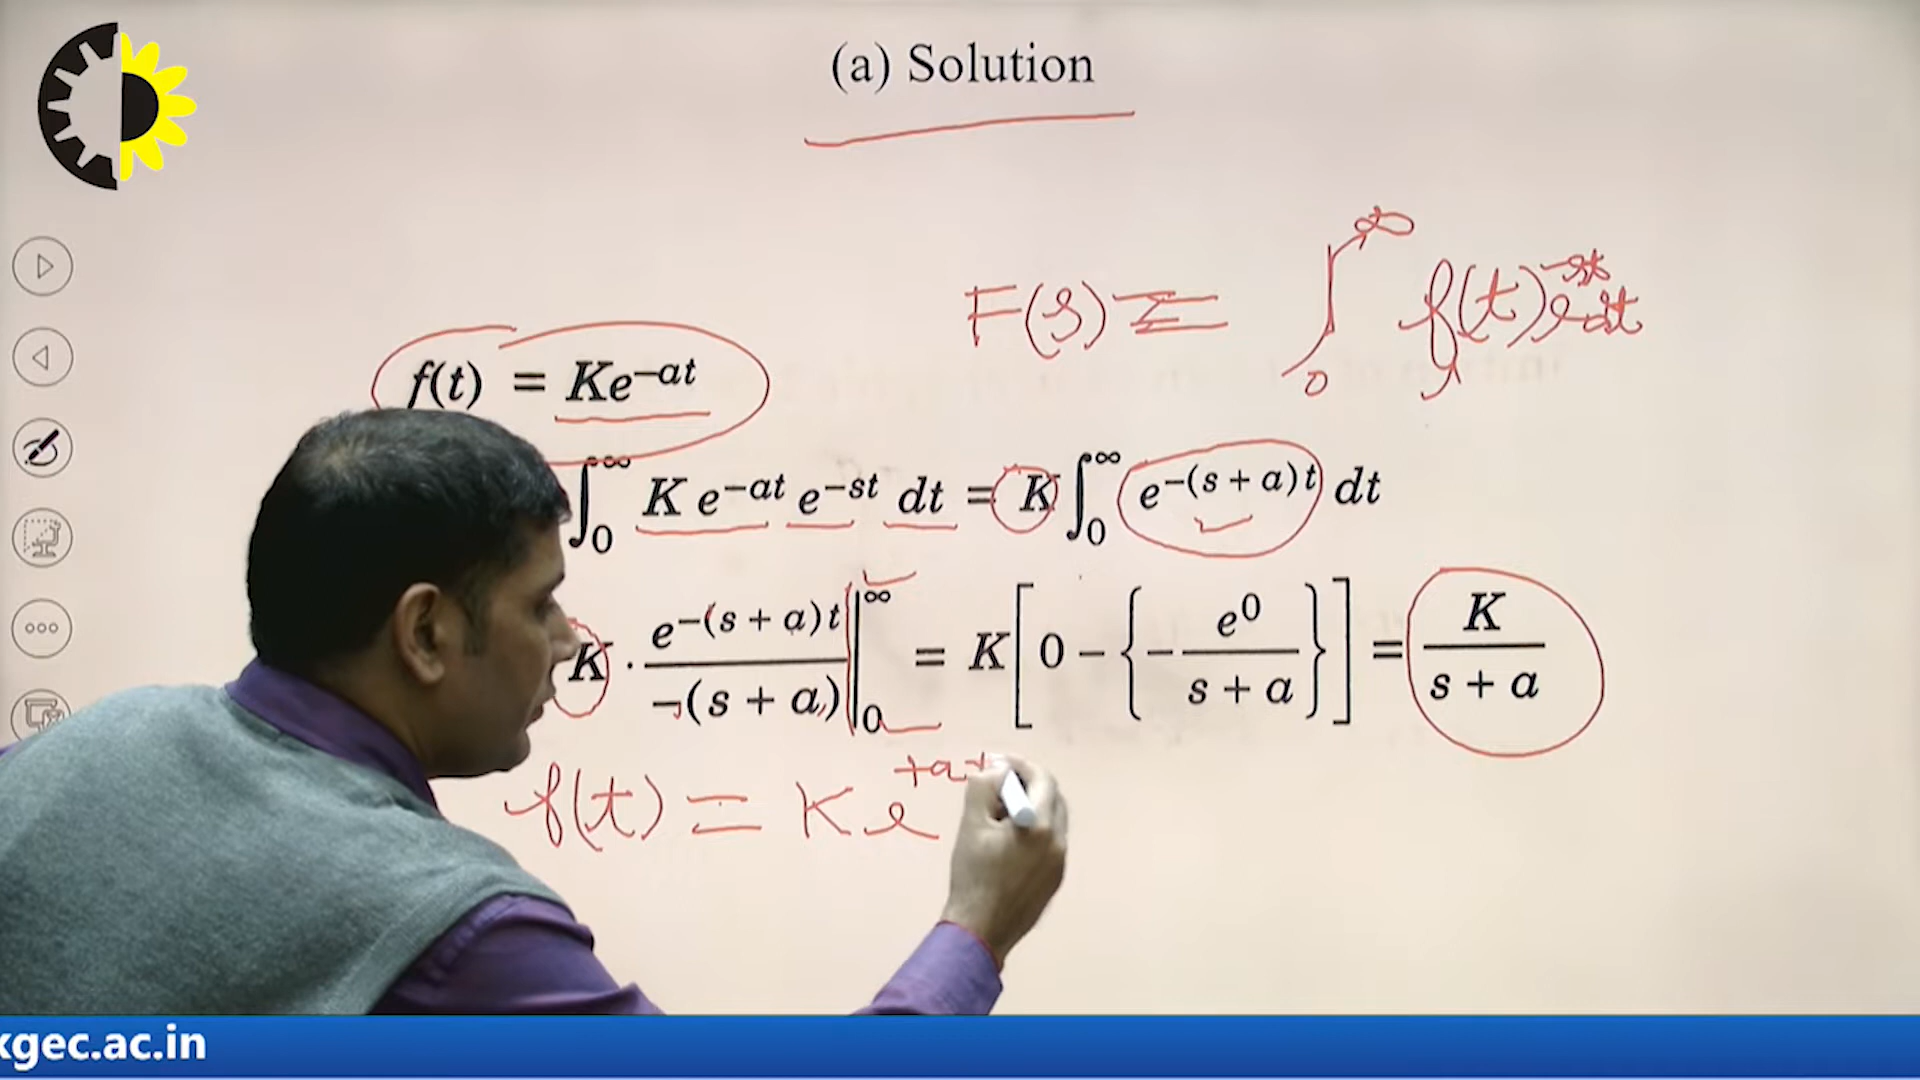 (a) Solution
F(s) = ∫₀^∞ f(t) e^{-st} dt
f(t) = Ke^{-at}
∫₀^∞ K e^{-at} e^{-st} dt = K ∫₀^∞ e^{-(s + a)t} dt
K · e^{-(s + a)t} / -(s + a) |₀^∞ = K[0 - {- e^0 / s + a}] = K / s + a
f(t) = K e^{+at}
kgec.ac.in